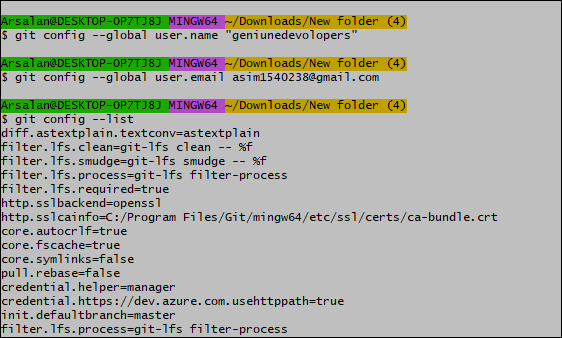 Arsalan@DESKTOP-OP7TJ8J MINGW64 ~/Downloads/New folder (4)
$ git config --global user.name "geniunedevolopers"
Arsalan@DESKTOP-OP7TJ8J MINGW64 ~/Downloads/New folder (4)
$ git config --global user.email asim1540238@gmail.com
Arsalan@DESKTOP-OP7TJ8J MINGW64 ~/Downloads/New folder (4)
$ git config --list
diff.astextplain.textconv=astextplain
filter.lfs.clean=git-lfs clean -- %f
filter.lfs.smudge=git-lfs smudge -- %f
filter.lfs.process=git-lfs filter-process
filter.lfs.required=true
http.sslbackend=openssl
http.sslcainfo=C:/Program Files/Git/mingw64/etc/ssl/certs/ca-bundle.crt
core.autocrlf=true
core.fscache=true
core.symlinks=false
pull.rebase=false
credential.helper=manager
credential.https://dev.azure.com.usehttppath=true
init.defaultbranch=master
filter.lfs.process=git-lfs filter-process